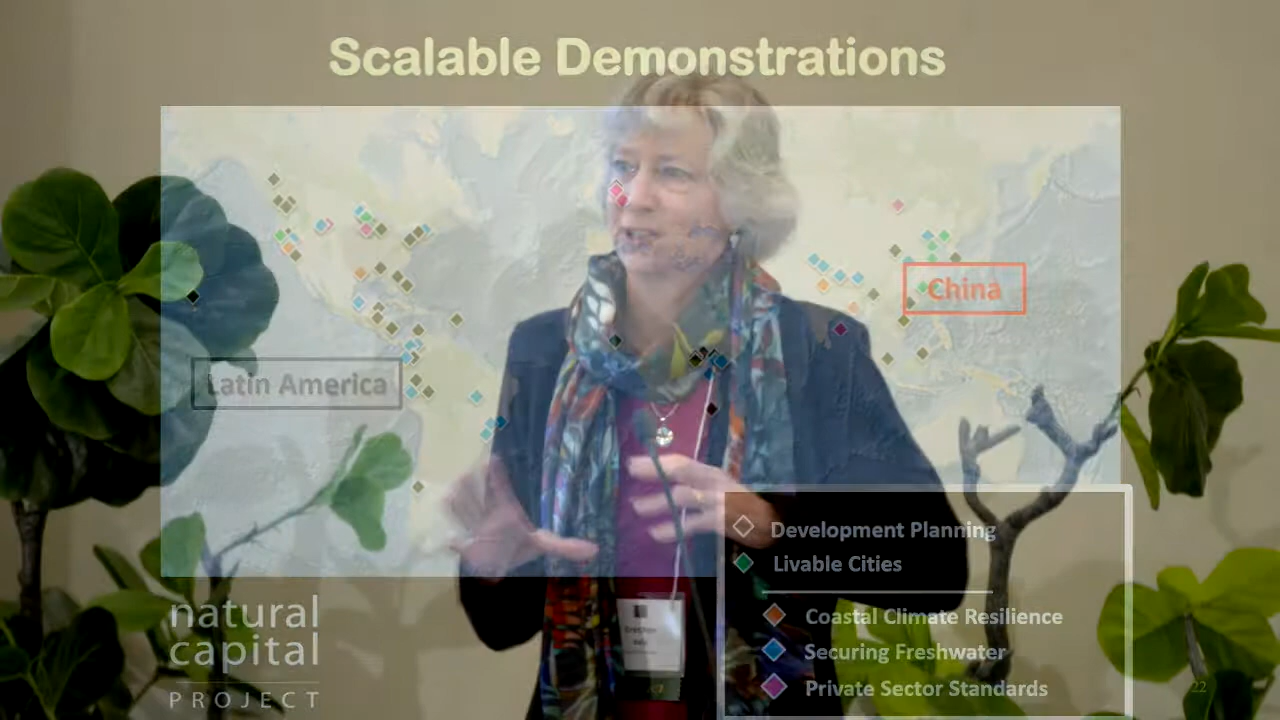 Scalable Demonstrations
China
Latin America
Development Planning
Livable Cities
Coastal Climate Resilience
Securing Freshwater
Private Sector Standards
natural
capital
PROJECT
22